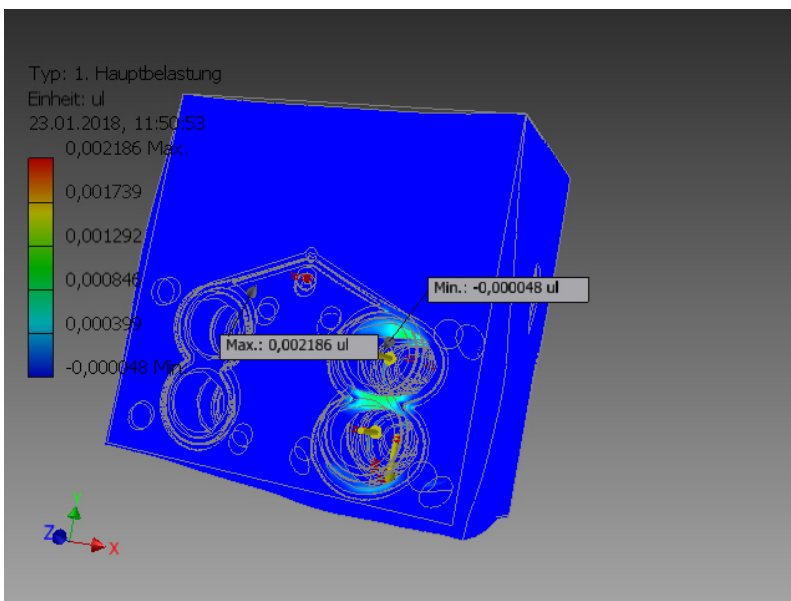 Typ: 1. Hauptbelastung
Einheit: ul
23.01.2018, 11:50:53
0,002186 Max.
0,001739
0,001292
0,000846
0,000399
-0,000048 Min.
Min.: -0,000048 ul
Max.: 0,002186 ul
Y
Z
X